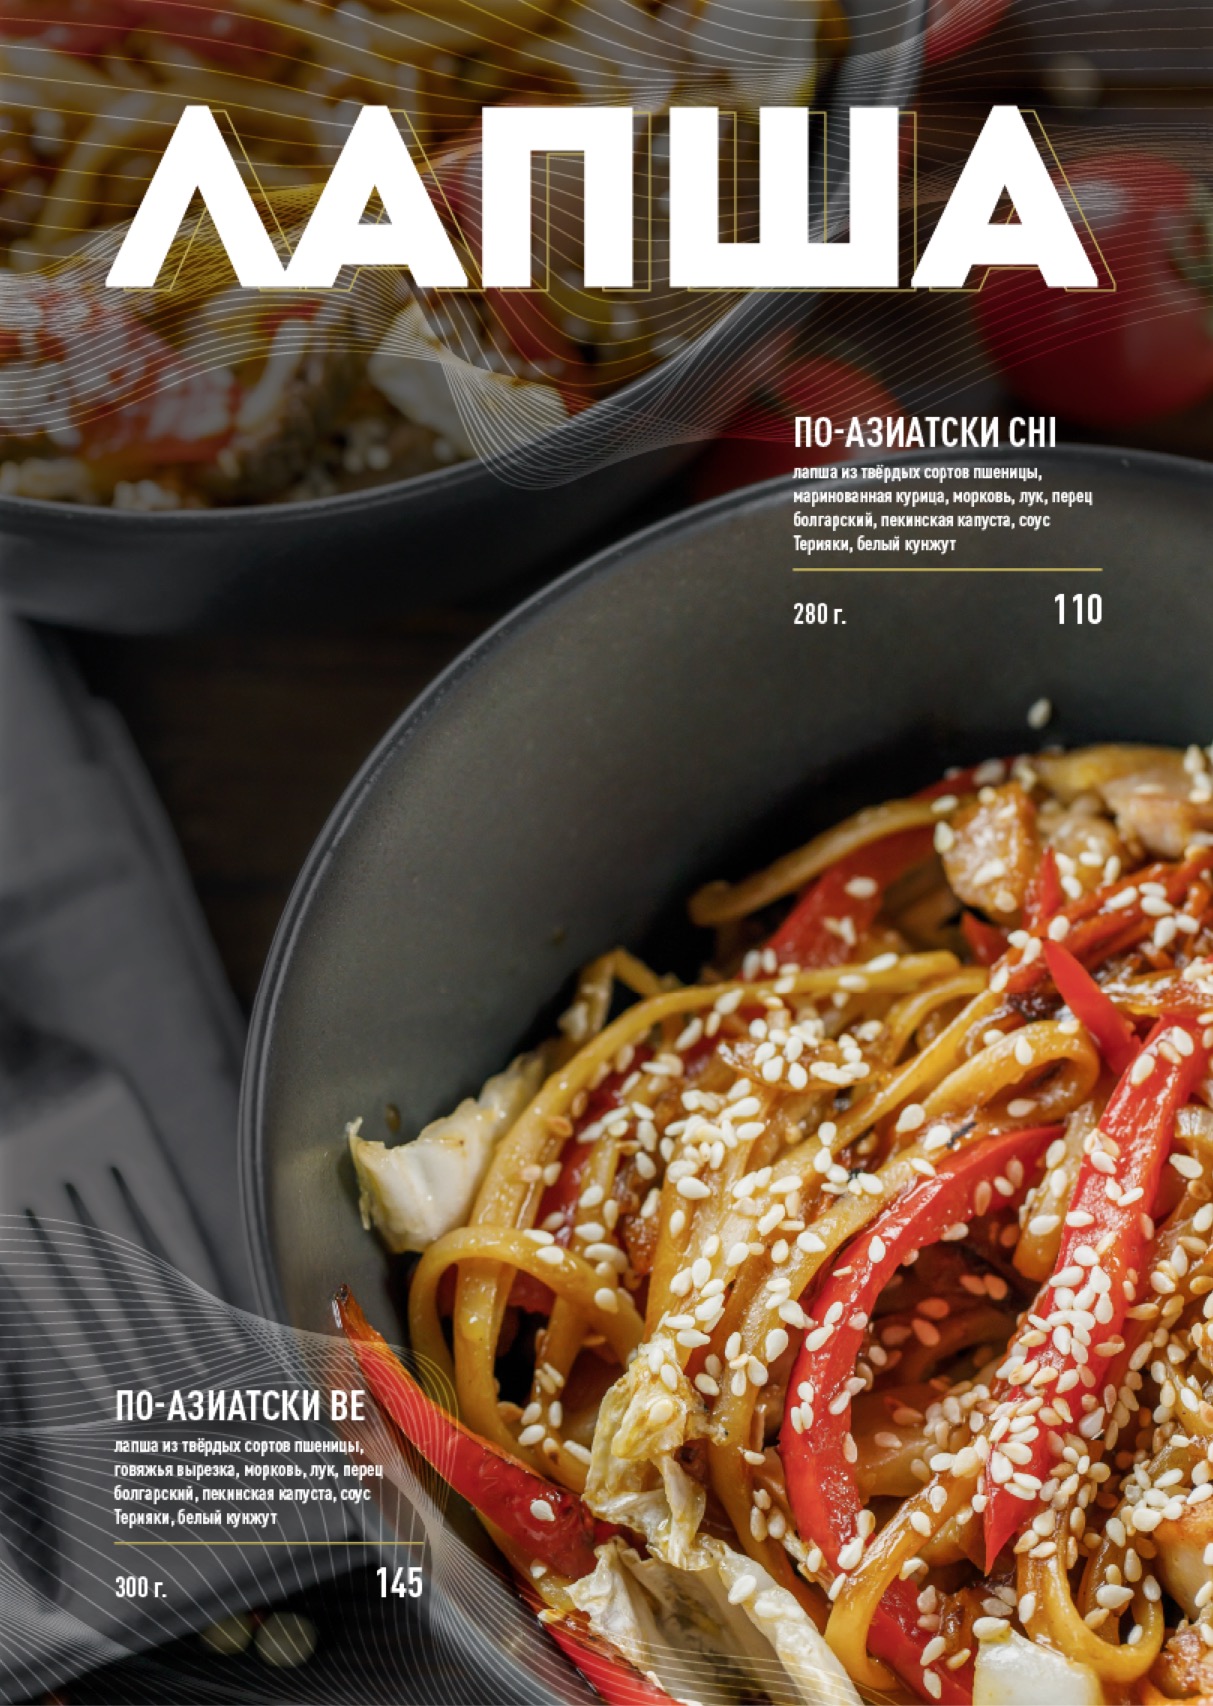 ЛАПША
ПО-АЗИАТСКИ CHI
лапша из твёрдых сортов пшеницы,
маринованная курица, морковь, лук, перец
болгарский, пекинская капуста, соус
Терияки, белый кунжут
280 г.
110
ПО-АЗИАТСКИ BE
лапша из твёрдых сортов пшеницы,
говяжья вырезка, морковь, лук, перец
болгарский, пекинская капуста, соус
Терияки, белый кунжут
300 г.
145